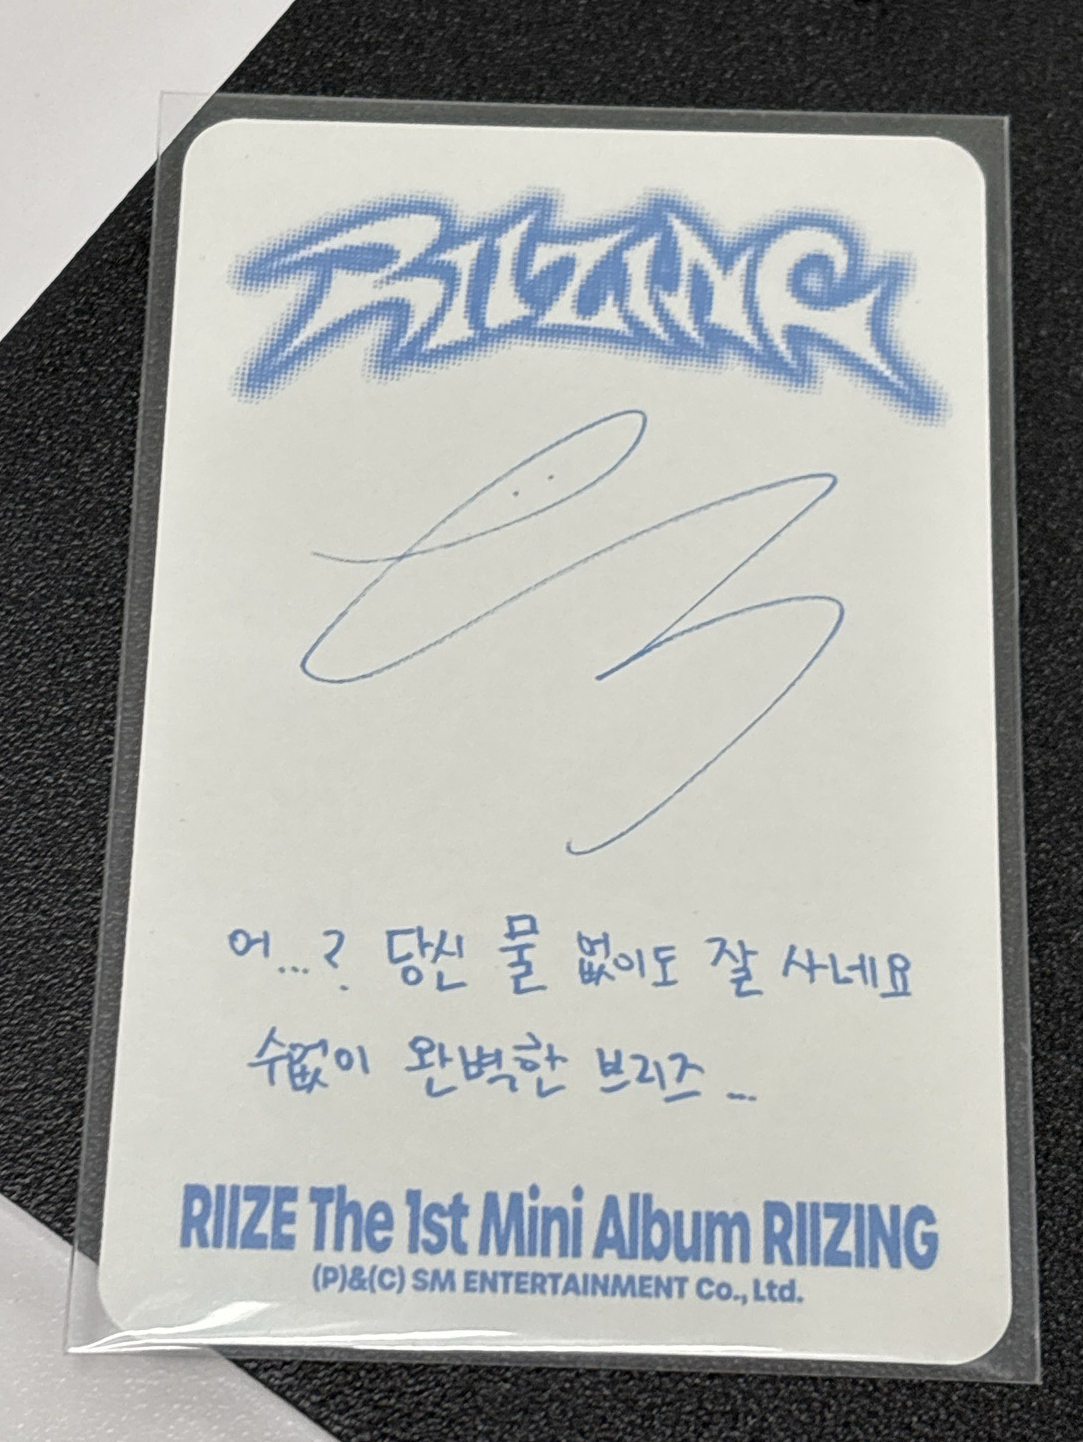 RIIZING
어...? 당신 물 없이도 잘 사네요
수없이 완벽한 브리즈...
RIIZE The 1st Mini Album RIIZING
(P)&(C) SM ENTERTAINMENT Co., Ltd.